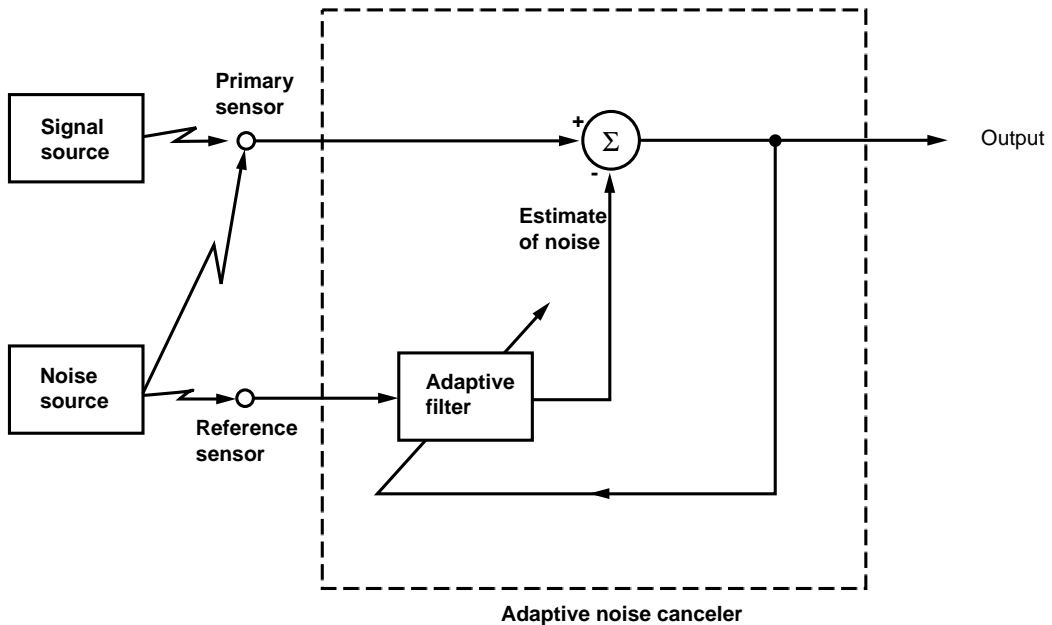 Primary
sensor
Signal
source
+
Σ
-
Output
Estimate
of noise
Noise
source
Adaptive
filter
Reference
sensor
Adaptive noise canceler